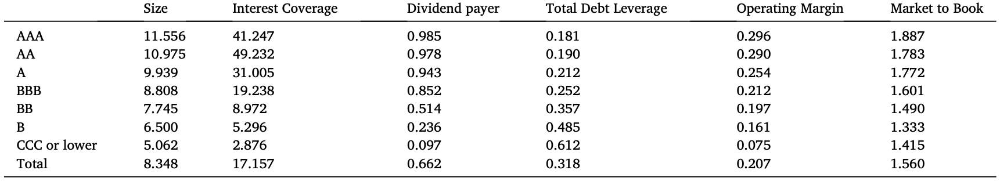 Size Interest Coverage Dividend payer Total Debt Leverage Operating Margin Market to Book
AAA 11.556 41.247 0.985 0.181 0.296 1.887
AA 10.975 49.232 0.978 0.190 0.290 1.783
A 9.939 31.005 0.943 0.212 0.254 1.772
BBB 8.808 19.238 0.852 0.252 0.212 1.601
BB 7.745 8.972 0.514 0.357 0.197 1.490
B 6.500 5.296 0.236 0.485 0.161 1.333
CCC or lower 5.062 2.876 0.097 0.612 0.075 1.415
Total 8.348 17.157 0.662 0.318 0.207 1.560